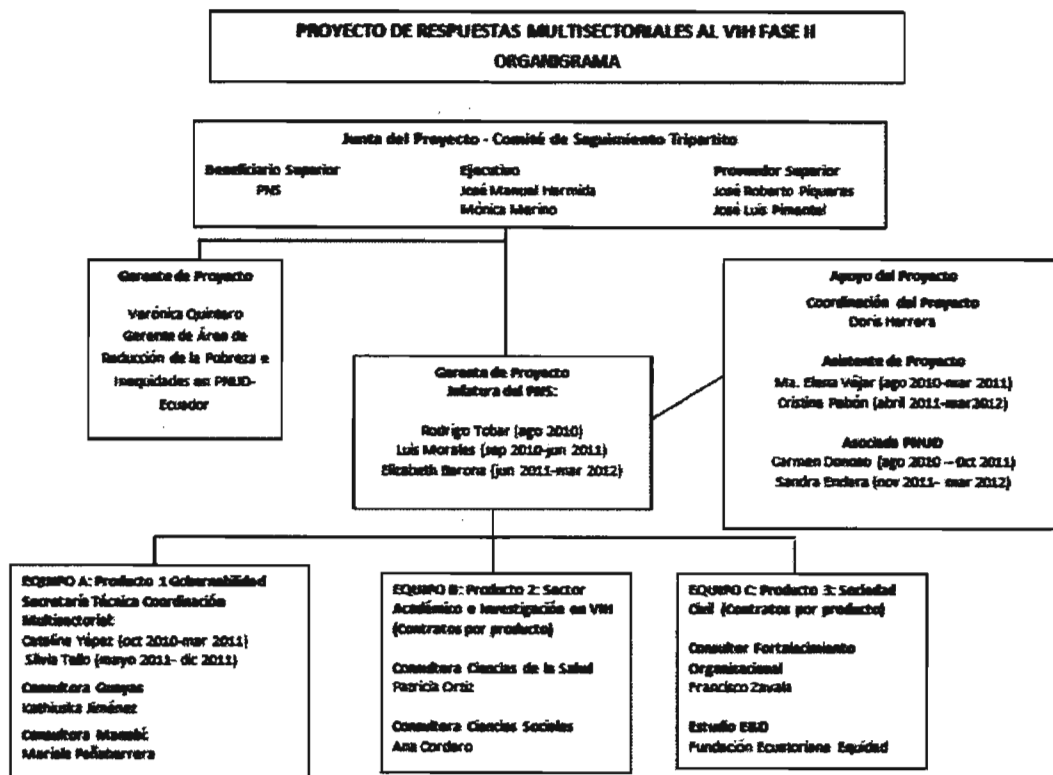 PROYECTO DE RESPUESTAS MULTISECTORIALES AL VIH FASE II
ORGANIGRAMA
Junta del Proyecto - Comité de Seguimiento Tripartito
Beneficiario Superior
PNS
Ejecutivo
José Manuel Hermida
Mónica Merino
Proveedor Superior
José Roberto Piqueras
José Luis Pimentel
Gerente de Proyecto
Verónica Quintero
Gerente de Área de
Reducción de la Pobreza e
Inequidades en PNUD-
Ecuador
Gerente de Proyecto
Jefatura del PNS:
Rodrigo Tobar (ago 2010)
Luis Morales (sep 2010-jun 2011)
Elizabeth Barona (jun 2011-mar 2012)
Apoyo del Proyecto
Coordinación del Proyecto
Doris Herrera
Asistente de Proyecto
Ma. Elena Véjar (ago 2010-mar 2011)
Cristina Pabón (abril 2011-mar2012)
Asociada PNUD
Carmen Donoso (ago 2010 – Oct 2011)
Sandra Endara (nov 2011– mar 2012)
EQUIPO A: Producto 1 Gobernabilidad
Secretaría Técnica Coordinación
Multisectorial:
Catalina Yépez (oct 2010-mar 2011)
Silvia Tello (mayo 2011– dic 2011)
Consultora Guayas
Kathiuska Jiménez
Consultora Manabí:
Mariela Peñaherrera
EQUIPO B: Producto 2: Sector
Académico e Investigación en VIH
(Contratos por producto)
Consultora Ciencias de la Salud
Patricia Ortiz
Consultora Ciencias Sociales
Ana Cordero
EQUIPO C: Producto 3: Sociedad
Civil (Contratos por producto)
Consultor Fortalecimiento
Organizacional
Francisco Zavala
Estudio E&D
Fundación Ecuatoriana Equidad